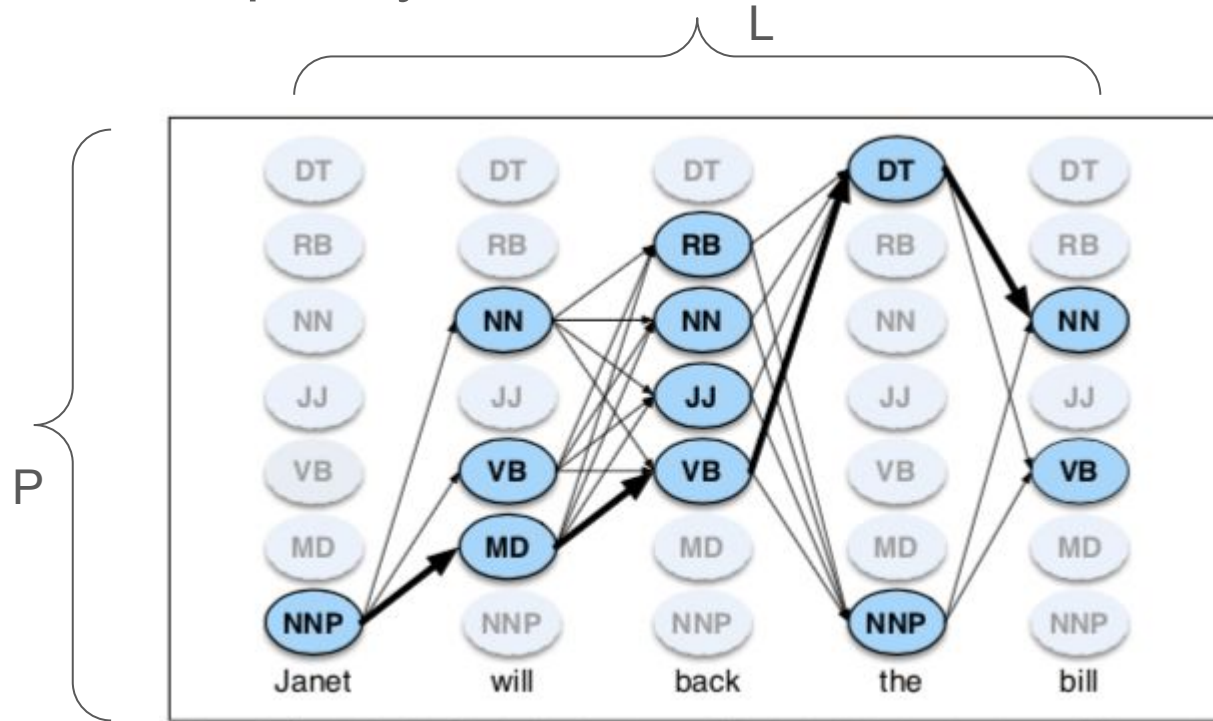 L
P
DT DT DT DT DT
RB RB RB RB RB
NN NN NN NN NN
JJ JJ JJ JJ JJ
VB VB VB VB VB
MD MD MD MD MD
NNP NNP NNP NNP NNP
Janet will back the bill